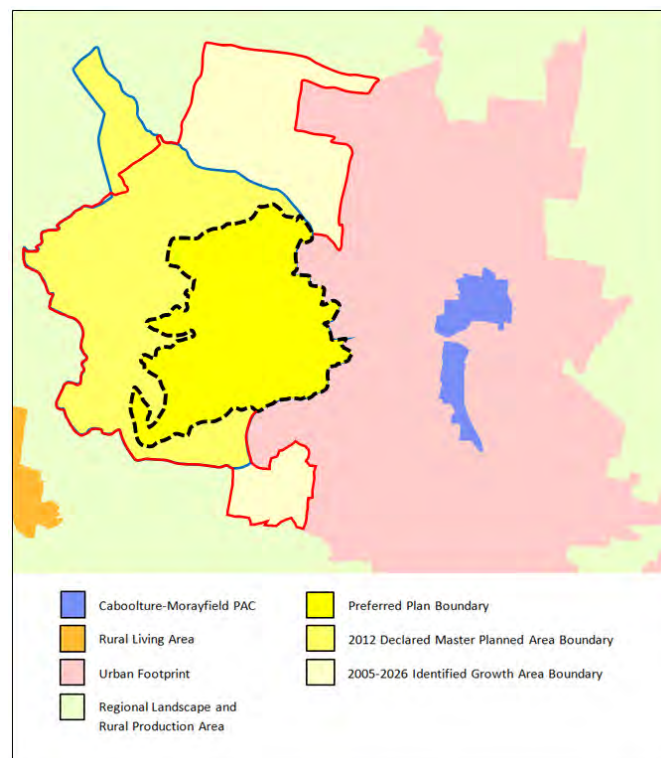 Caboolture-Morayfield PAC
Rural Living Area
Urban Footprint
Regional Landscape and
Rural Production Area
Preferred Plan Boundary
2012 Declared Master Planned Area Boundary
2005-2026 Identified Growth Area Boundary